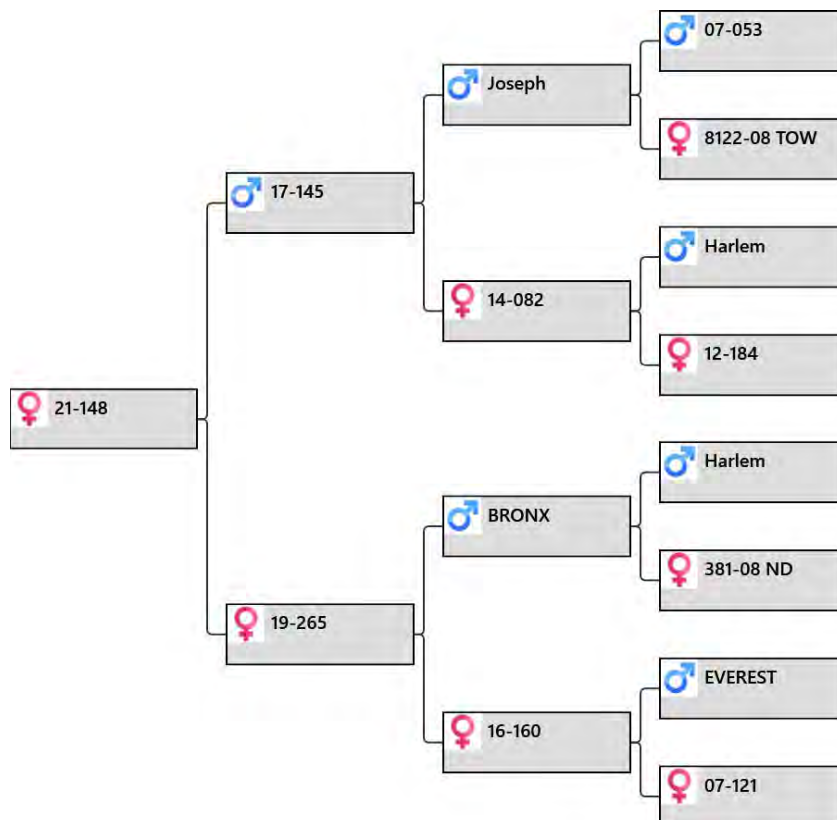 07-053
Joseph
8122-08 TOW
17-145
Harlem
14-082
12-184
21-148
Harlem
BRONX
381-08 ND
19-265
EVEREST
16-160
07-121